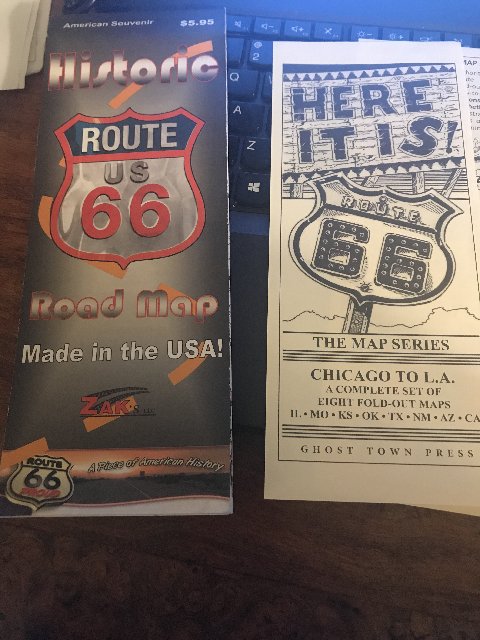 American Souvenir $5.95
Historic
ROUTE
US
66
Road Map
Made in the USA!
ZAK'S
ROUTE
66
A Piece of American History
HERE
IT IS!
ROUTE
66
THE MAP SERIES
CHICAGO TO L.A.
A COMPLETE SET OF
EIGHT FOLD-OUT MAPS
IL • MO • KS • OK • TX • NM • AZ • CA
GHOST TOWN PRESS
2
Q
A
Z
MAP